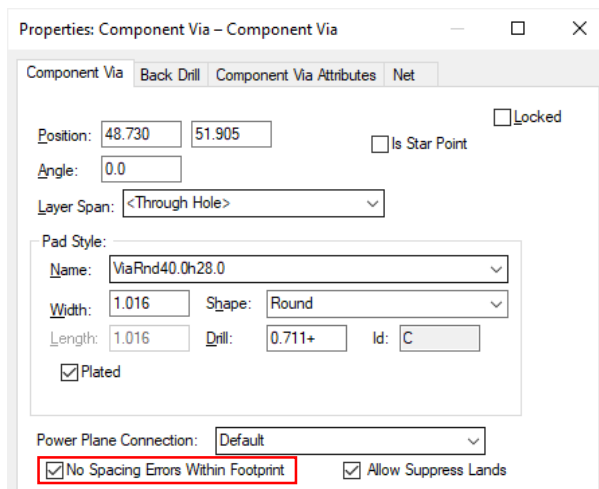 Properties: Component Via – Component Via
Component Via Back Drill Component Via Attributes Net
Locked
Position: 48.730 51.905
Is Star Point
Angle: 0.0
Layer Span: <Through Hole>
Pad Style:
Name: ViaRnd40.0h28.0
Width: 1.016 Shape: Round
Length: 1.016 Drill: 0.711+ Id: C
Plated
Power Plane Connection: Default
No Spacing Errors Within Footprint Allow Suppress Lands